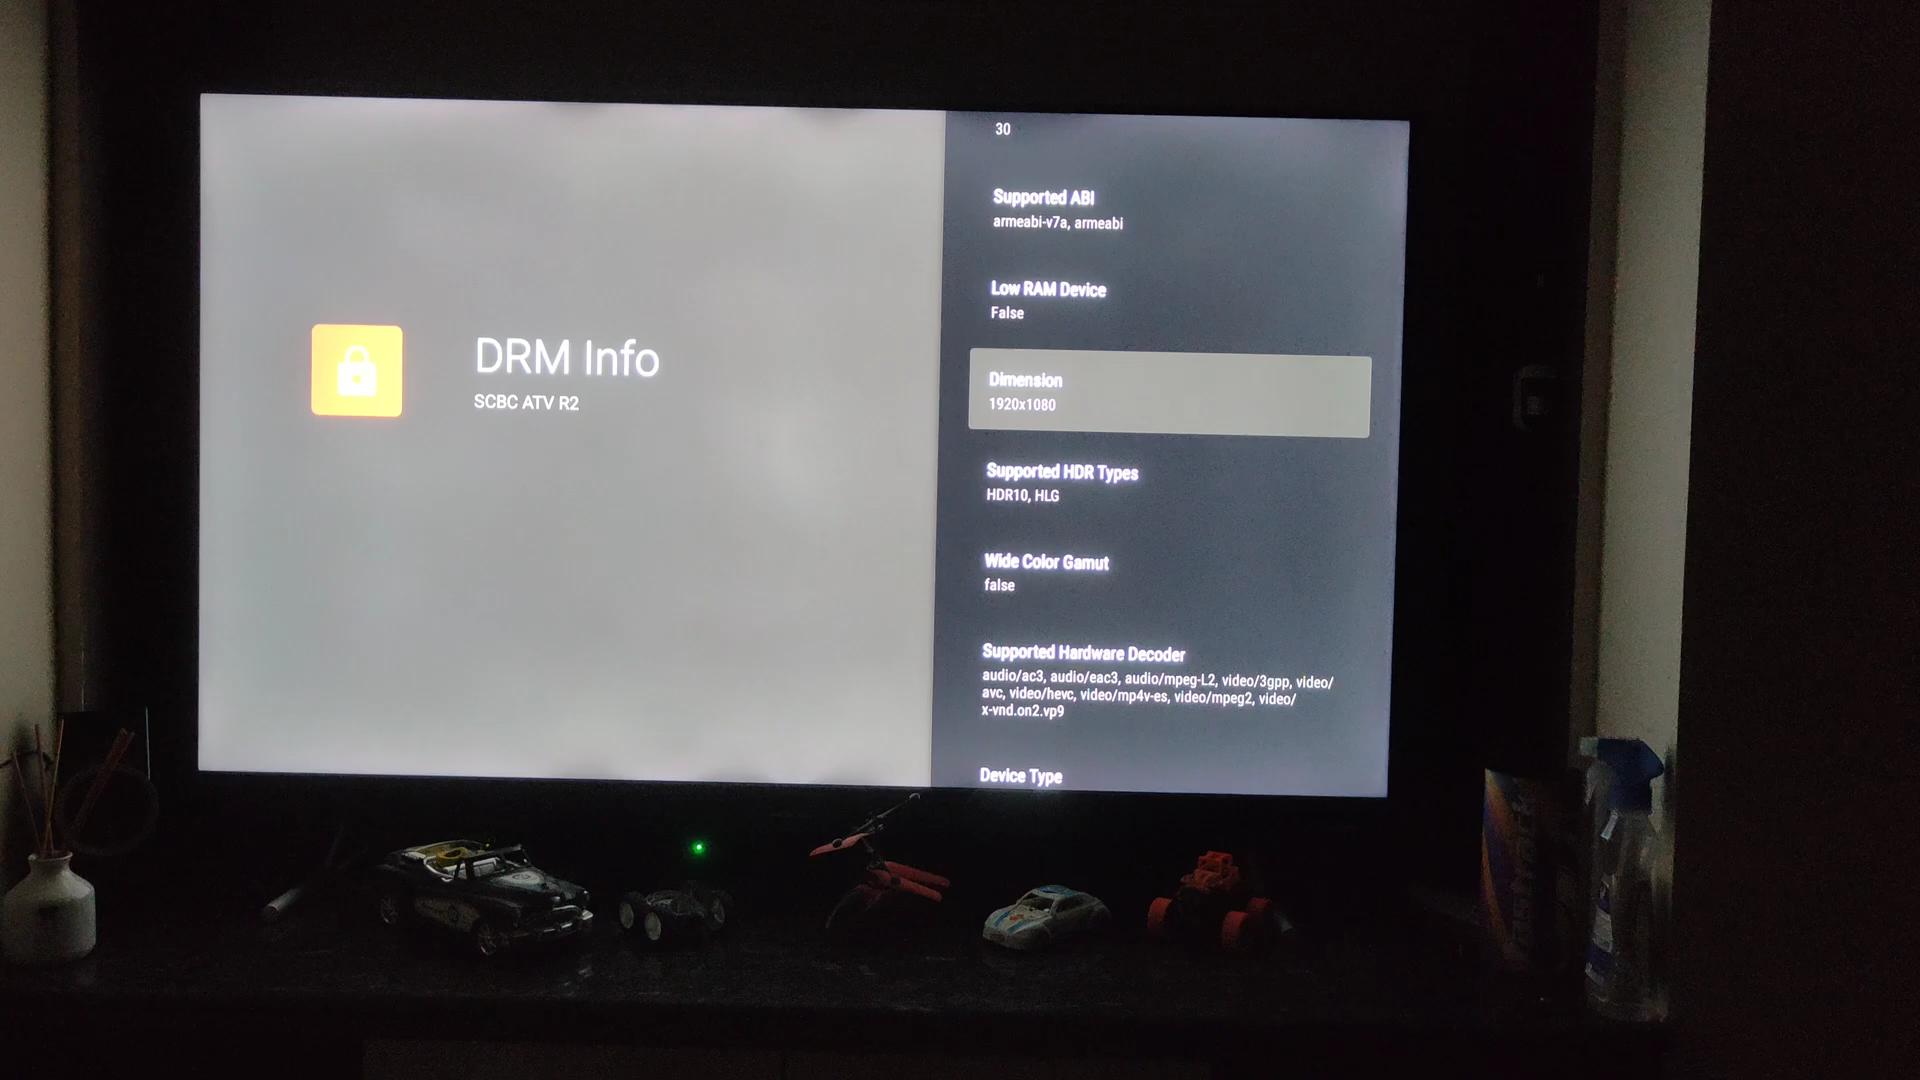 DRM Info
SCBC ATV R2
30
Supported ABI
armeabi-v7a, armeabi
Low RAM Device
False
Dimension
1920x1080
Supported HDR Types
HDR10, HLG
Wide Color Gamut
false
Supported Hardware Decoder
audio/ac3, audio/eac3, audio/mpeg-L2, video/3gpp, video/
avc, video/hevc, video/mp4v-es, video/mpeg2, video/
x-vnd.on2.vp9
Device Type